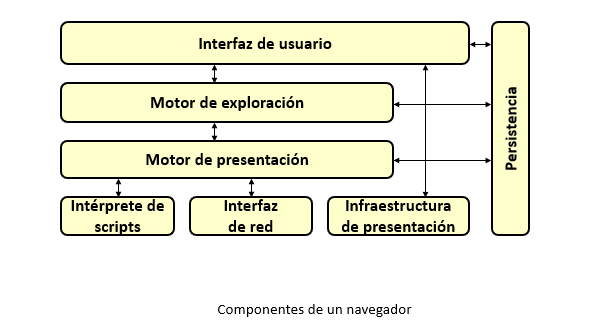 Interfaz de usuario
Motor de exploración
Motor de presentación
Intérprete de
scripts
Interfaz
de red
Infraestructura
de presentación
Persistencia
Componentes de un navegador